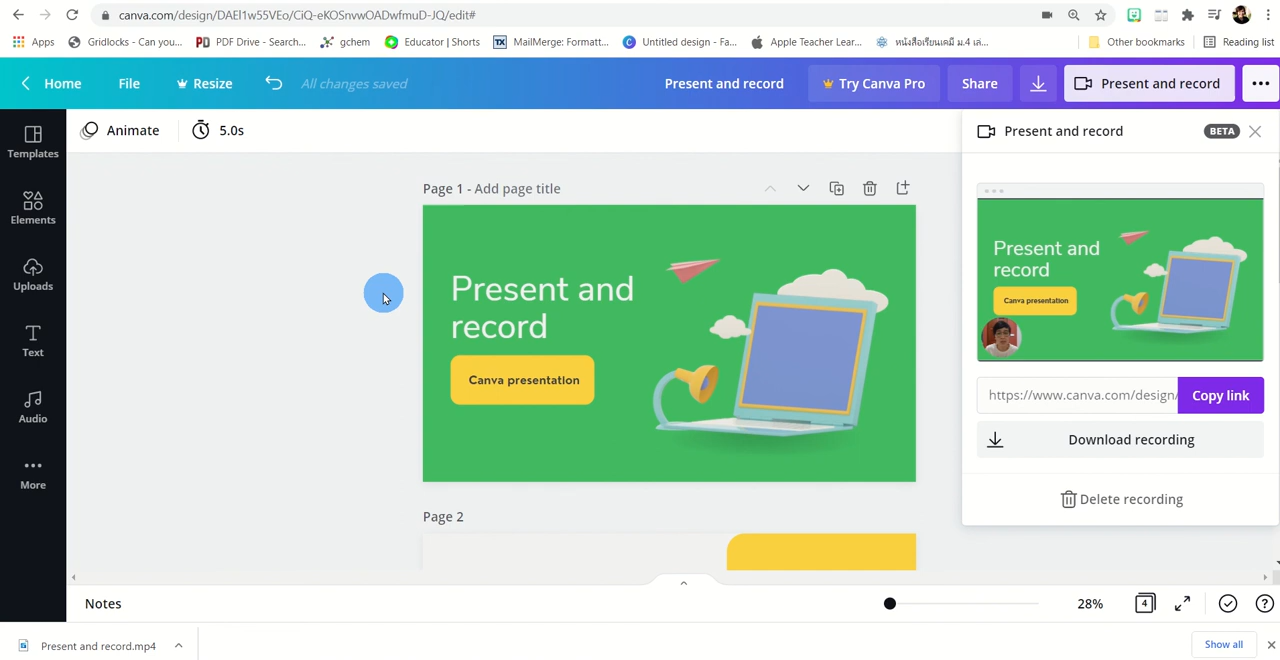 canva.com/design/DAEl1w55VEo/CiQ-eKOSnvwOADwfmuD-JQ/edit#
Apps Gridlocks - Can you... PDF Drive - Search... gchem Educator | Shorts MailMerge: Formatt... Untitled design - Fa... Apple Teacher Lear... หนังสือเรียนเคมี ม.4 เล่... Other bookmarks Reading list
Home File Resize All changes saved Present and record Try Canva Pro Share Present and record
Animate 5.0s
Present and record BETA
Templates
Elements
Uploads
Text
Audio
More
Page 1 - Add page title
Present and
record
Canva presentation
Present and
record
Canva presentation
https://www.canva.com/design/ Copy link
Download recording
Delete recording
Page 2
Notes 28% 4
Present and record.mp4 Show all